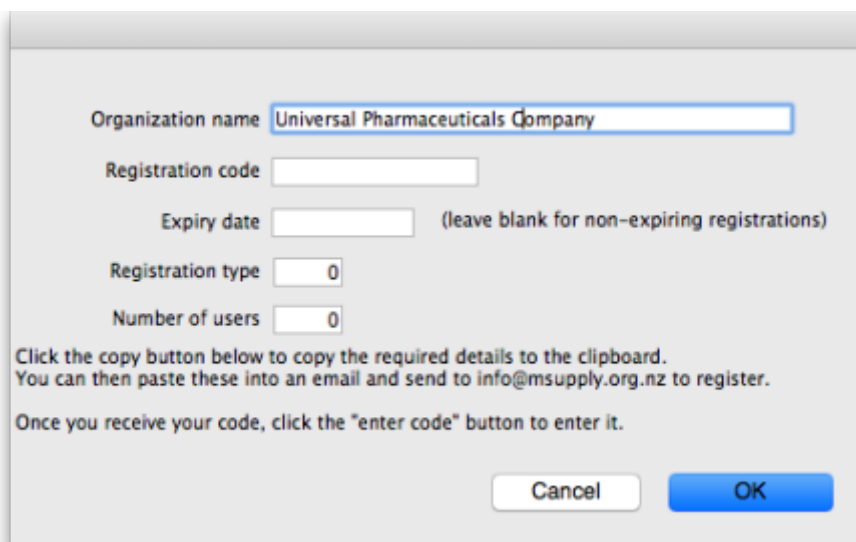 Organization name Universal Pharmaceuticals Company
Registration code
Expiry date (leave blank for non-expiring registrations)
Registration type 0
Number of users 0
Click the copy button below to copy the required details to the clipboard.
You can then paste these into an email and send to info@msupply.org.nz to register.
Once you receive your code, click the "enter code" button to enter it.
Cancel OK